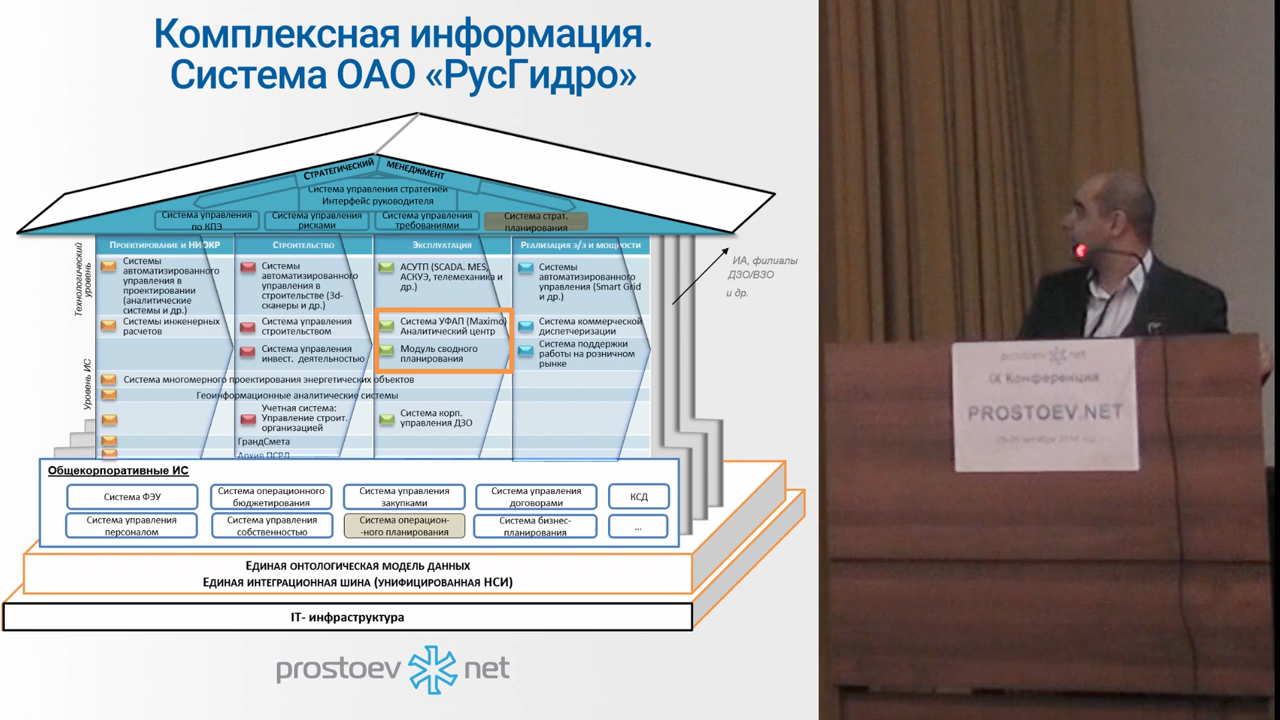 Комплексная информация.
Система ОАО «РусГидро»
Стратегический менеджмент
Система управления стратегией
Интерфейс руководителя
Система управления
по КПЭ
Система управления
рисками
Система управления
требованиями
Система страт.
планирования
Технологический
уровень
Уровень ИС
Проектирование и НИОКР
Строительство
Эксплуатация
Реализация э/э и мощности
Системы
автоматизированного
управления в
проектировании
(аналитические
системы и др.)
Системы
автоматизированного
управления в
строительстве (3d-
сканеры и др.)
АСУТП (SCADA. MES,
АСКУЭ, телемеханика и
др.)
Системы
автоматизированного
управления (Smart Grid
и др.)
Системы инженерных
расчетов
Система управления
строительством
Система УФАП (Maximo)
Аналитический центр
Система коммерческой
диспетчеризации
Система управления
инвест. деятельностью
Модуль сводного
планирования
Система поддержки
работы на розничном
рынке
Система многомерного проектирования энергетических объектов
Геоинформационные аналитические системы
Учетная система:
Управление строит.
организацией
Система корп.
управления ДЗО
ГрандСмета
Архив ПСРД
ИА, филиалы
ДЗО/ВЗО
и др.
Общекорпоративные ИС
Система ФЭУ
Система операционного
бюджетирования
Система управления
закупками
Система управления
договорами
КСД
Система управления
персоналом
Система управления
собственностью
Система операцион-
-ного планирования
Система бизнес-
планирования
...
Единая онтологическая модель данных
Единая интеграционная шина (унифицированная НСИ)
IT- инфраструктура
prostoev net
prostoev net
IX Конференция
PROSTOEV.NET